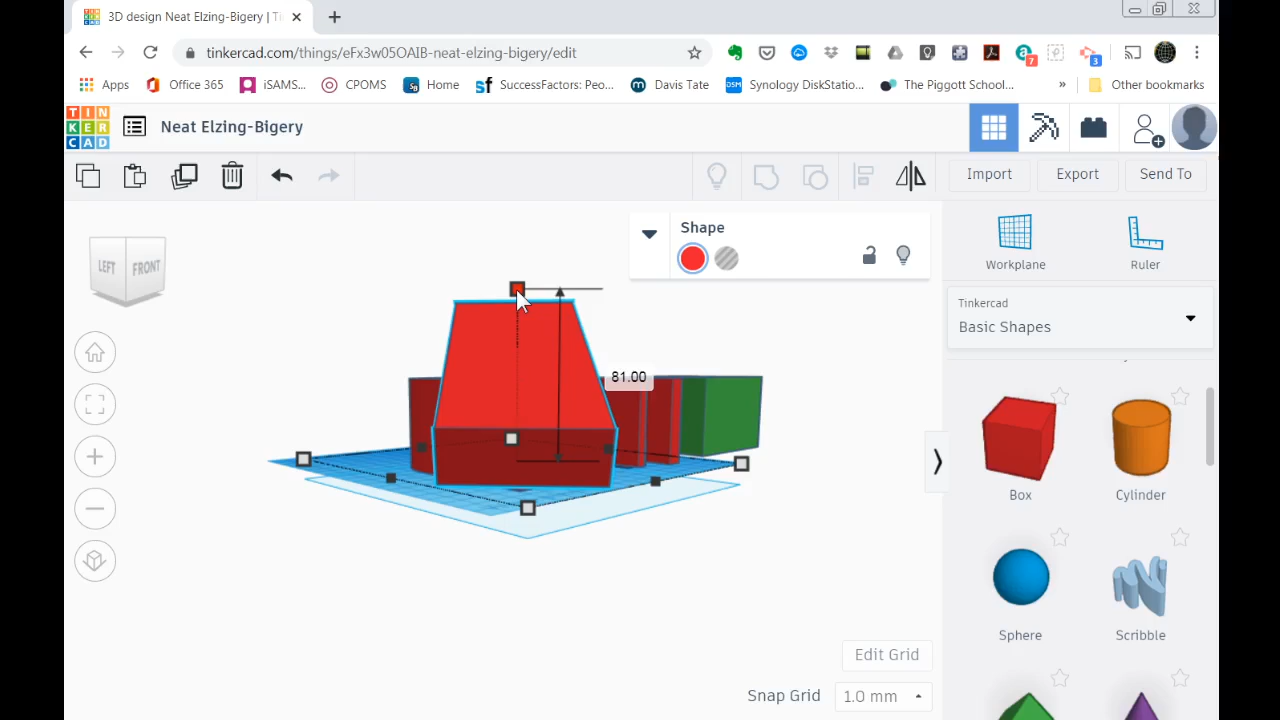 3D design Neat Elzing-Bigery | Ti
tinkercad.com/things/eFx3w05OAIB-neat-elzing-bigery/edit
7
3
Apps
Office 365
iSAMS...
CPOMS
Home
SuccessFactors: Peo...
DSM
Synology DiskStatio...
Davis Tate
The Piggott School...
»
Other bookmarks
TIN
KER
CAD
Neat Elzing-Bigery
Import
Export
Send To
LEFT
FRONT
Shape
81.00
Workplane
Ruler
Tinkercad
Basic Shapes
Box
Cylinder
Sphere
Scribble
Edit Grid
Snap Grid
1.0 mm